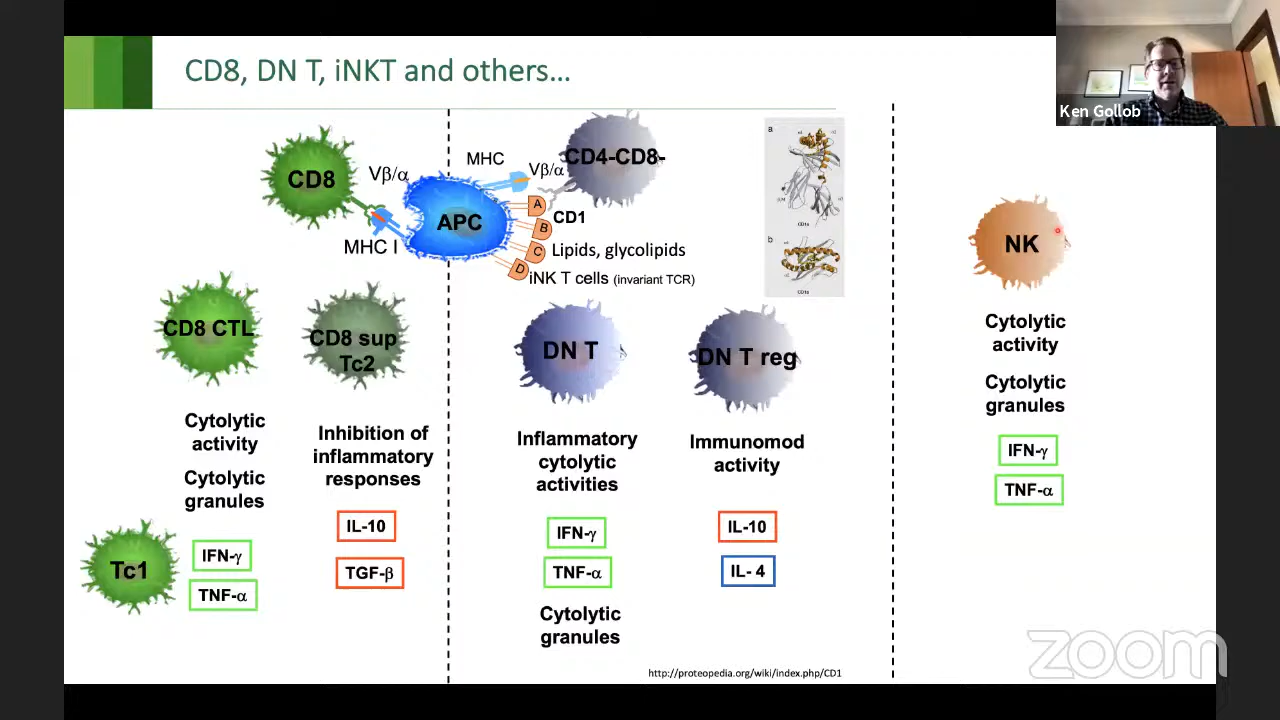 CD8, DN T, iNKT and others…
Ken Gollob
CD8
Vβ/α
MHC I
APC
MHC
Vβ/α
CD4-CD8-
A
B
C
D
CD1
Lipids, glycolipids
iNK T cells (invariant TCR)
a
CD1b
b
CD1a
NK
Cytolytic
activity
Cytolytic
granules
IFN-γ
TNF-α
CD8 CTL
Cytolytic
activity
Cytolytic
granules
Tc1
IFN-γ
TNF-α
CD8 sup
Tc2
Inhibition of
inflammatory
responses
IL-10
TGF-β
DN T
Inflammatory
cytolytic
activities
IFN-γ
TNF-α
Cytolytic
granules
DN T reg
Immunomod
activity
IL-10
IL- 4
http://proteopedia.org/wiki/index.php/CD1
zoom